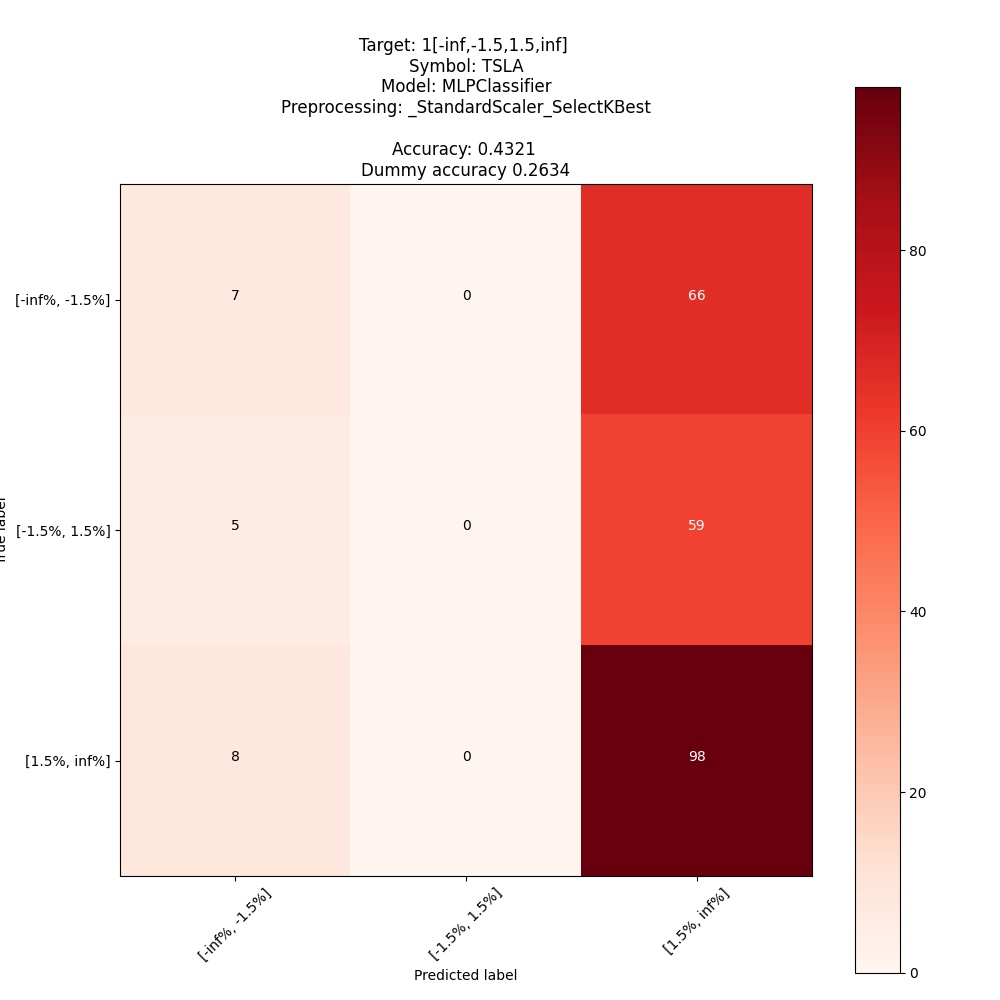 Target: 1[-inf,-1.5,1.5,inf]
Symbol: TSLA
Model: MLPClassifier
Preprocessing: _StandardScaler_SelectKBest
Accuracy: 0.4321
Dummy accuracy 0.2634
[-inf%, -1.5%] 7 0 66
[-1.5%, 1.5%] 5 0 59
[1.5%, inf%] 8 0 98
[-inf%, -1.5%] [-1.5%, 1.5%] [1.5%, inf%]
Predicted label
80
60
40
20
0